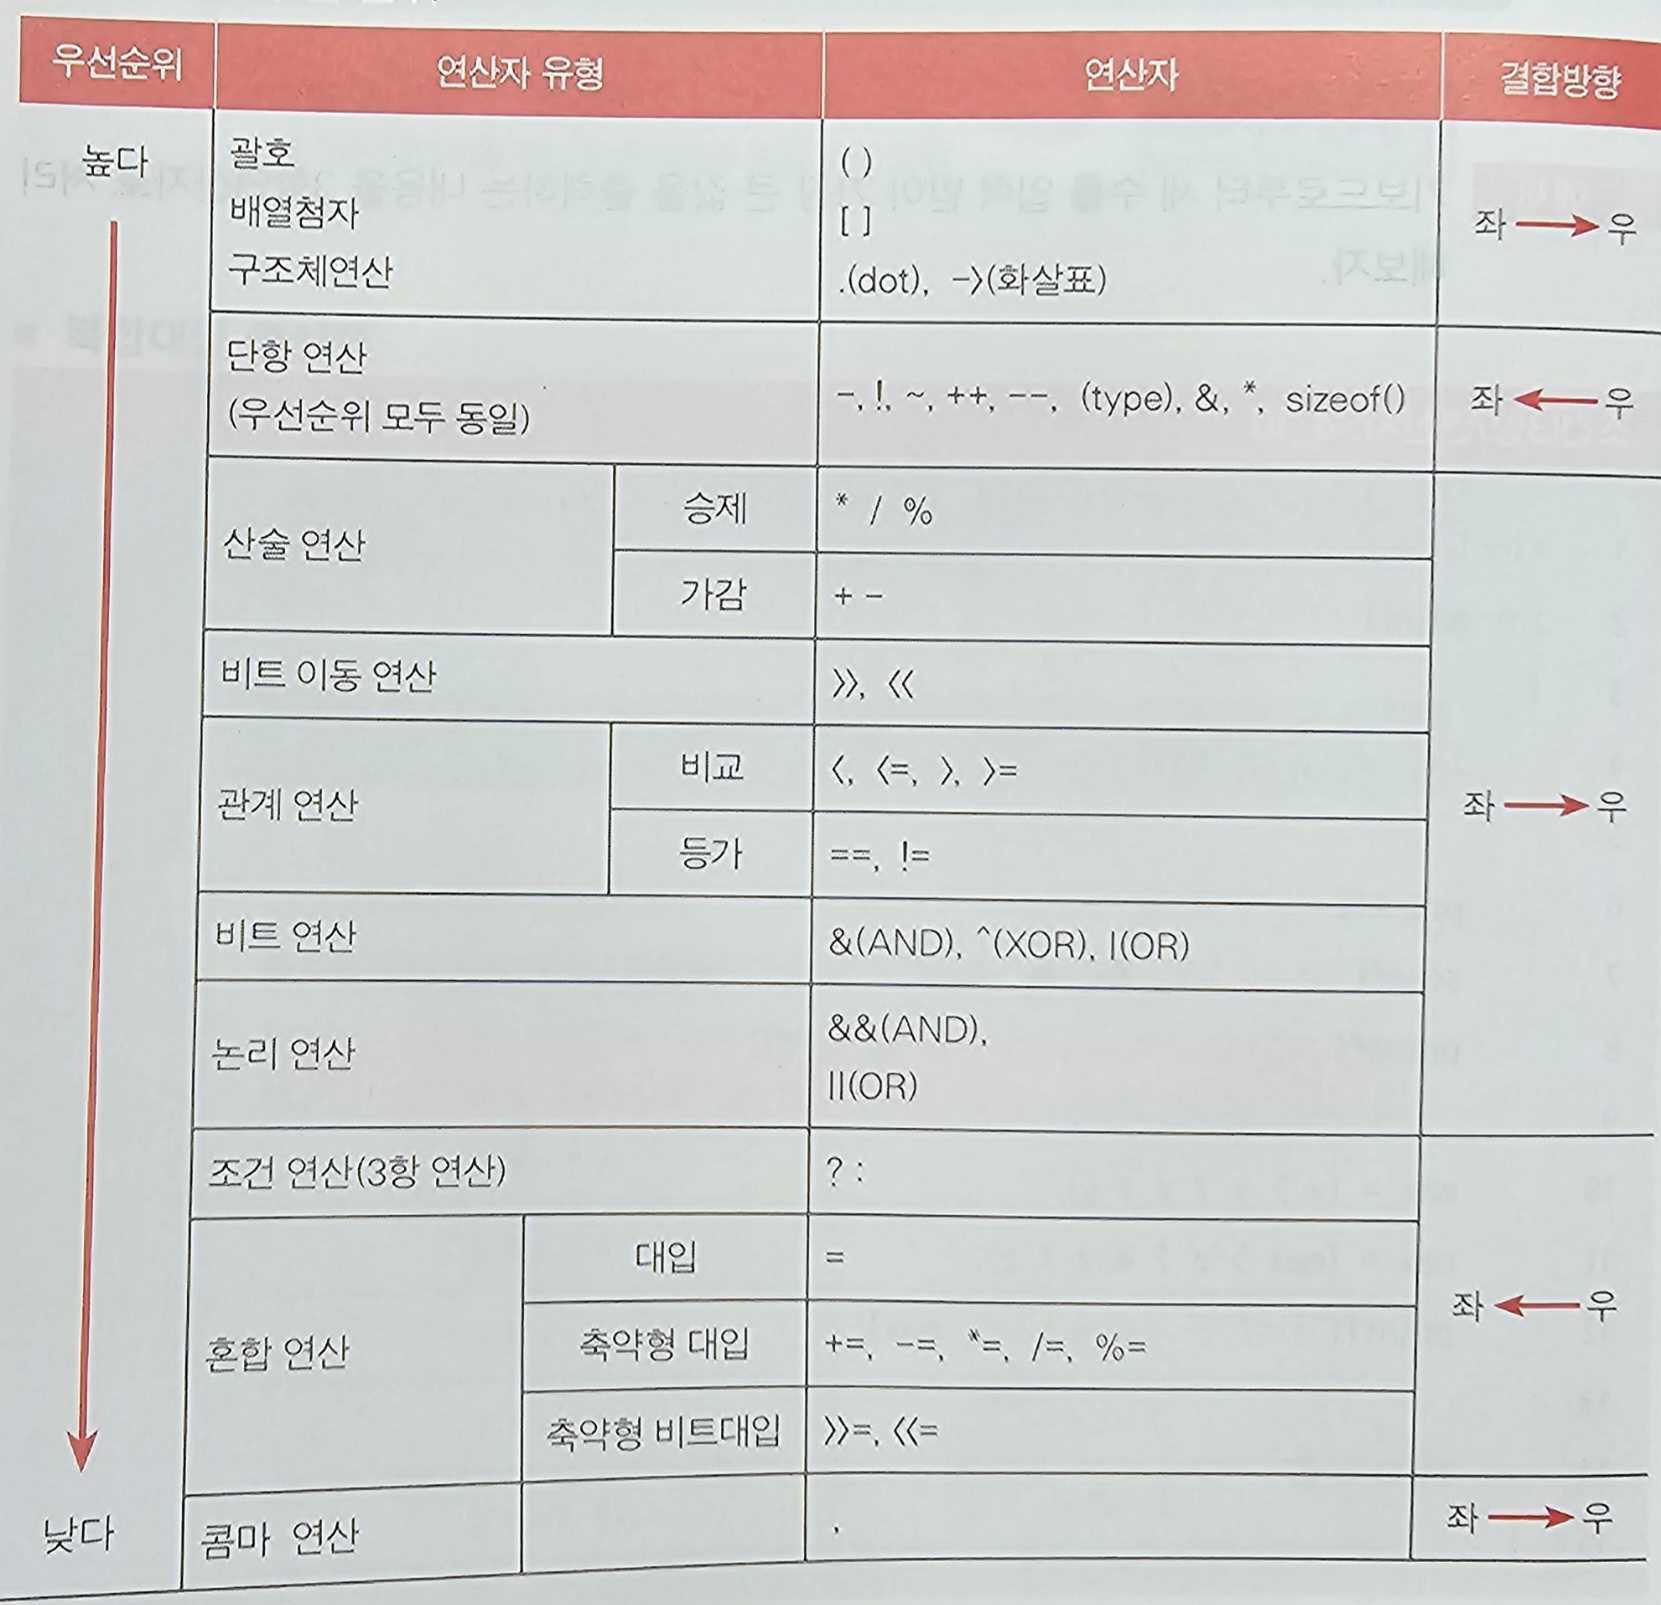 우선순위 연산자 유형 연산자 결합방향
높다
괄호 ( )
배열첨자 [ ]
구조체연산 .(dot), ->(화살표)
좌 → 우
단항 연산
(우선순위 모두 동일)
-, !, ~, ++, --, (type), &, *, sizeof()
좌 ← 우
산술 연산
승제 * / %
가감 + -
비트 이동 연산 >>, <<
관계 연산
비교 <, <=, >, >=
등가 ==, !=
좌 → 우
비트 연산 &(AND), ^(XOR), |(OR)
논리 연산
&&(AND),
||(OR)
조건 연산(3항 연산) ? :
혼합 연산
대입 =
축약형 대입 +=, -=, *=, /=, %=
축약형 비트대입 >>=, <<=
좌 ← 우
낮다
콤마 연산 ,
좌 → 우